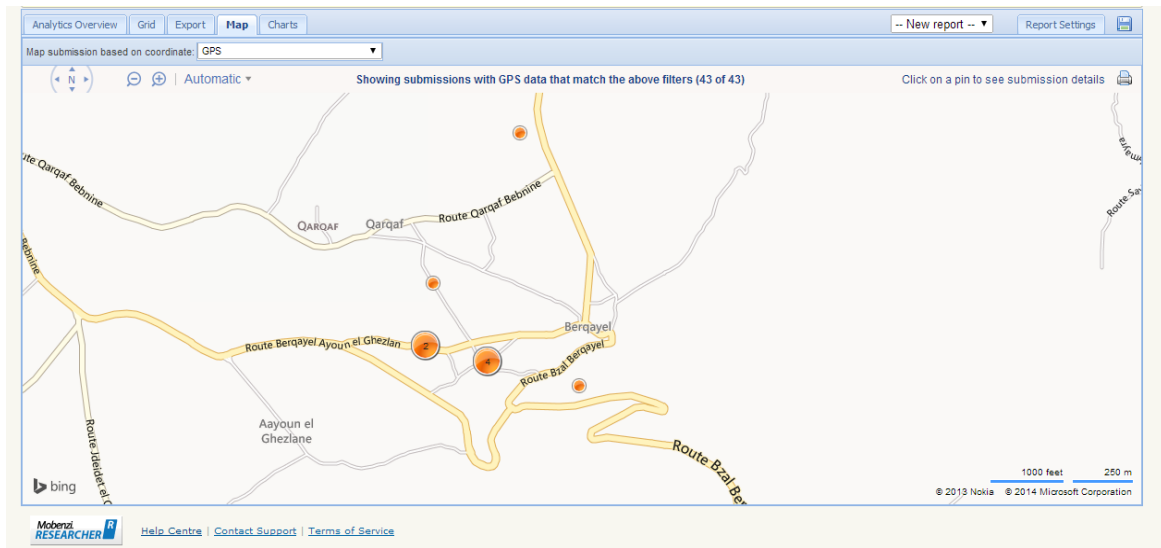 Analytics Overview Grid Export Map Charts -- New report -- Report Settings
Map submission based on coordinate: GPS
N Automatic Showing submissions with GPS data that match the above filters (43 of 43) Click on a pin to see submission details
Route Qarqaf Bebnine
QARQAF Qarqaf Route Qarqaf Bebnine
Bebnine
Berqayel
Route Berqayel Ayoun el Ghezlan 2 4
Route Bzal Berqayel
Aayoun el
Ghezlane
Route Jdeidet el
Route Bzal Ber
1000 feet 250 m
bing
© 2013 Nokia © 2014 Microsoft Corporation
Mobenzi
RESEARCHER R
Help Centre | Contact Support | Terms of Service